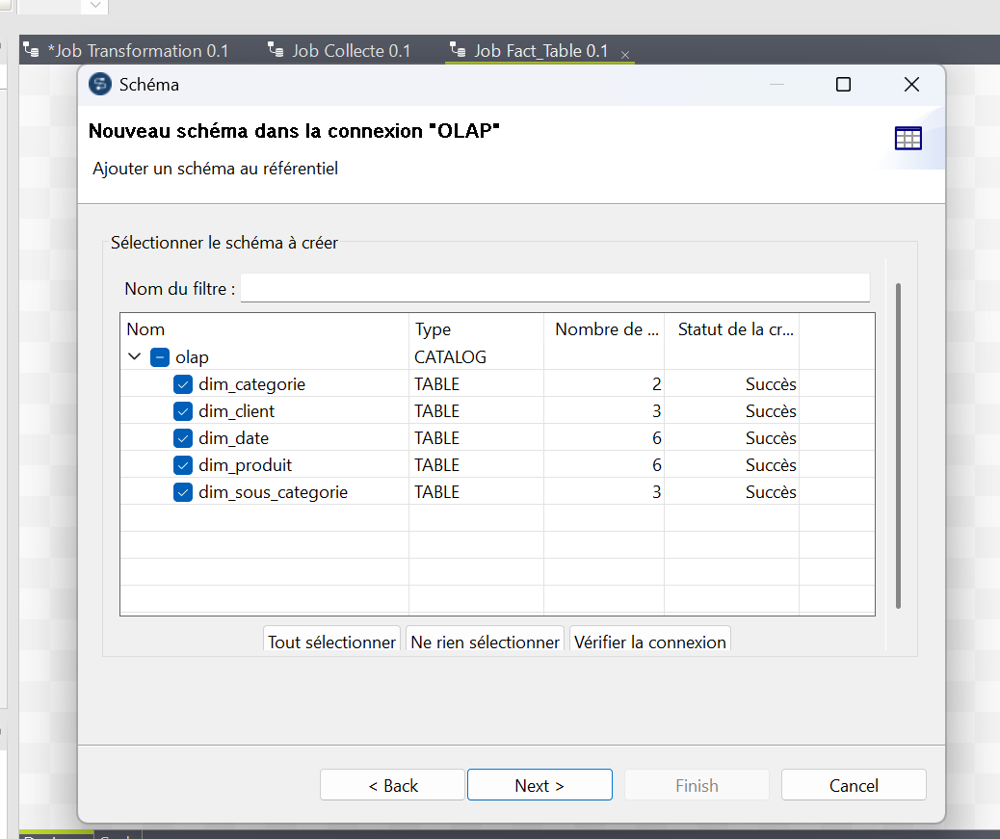 *Job Transformation 0.1 Job Collecte 0.1 Job Fact_Table 0.1
Schéma
Nouveau schéma dans la connexion "OLAP"
Ajouter un schéma au référentiel
Sélectionner le schéma à créer
Nom du filtre :
Nom Type Nombre de ... Statut de la cr...
olap CATALOG
dim_categorie TABLE 2 Succès
dim_client TABLE 3 Succès
dim_date TABLE 6 Succès
dim_produit TABLE 6 Succès
dim_sous_categorie TABLE 3 Succès
Tout sélectionner Ne rien sélectionner Vérifier la connexion
< Back Next > Finish Cancel